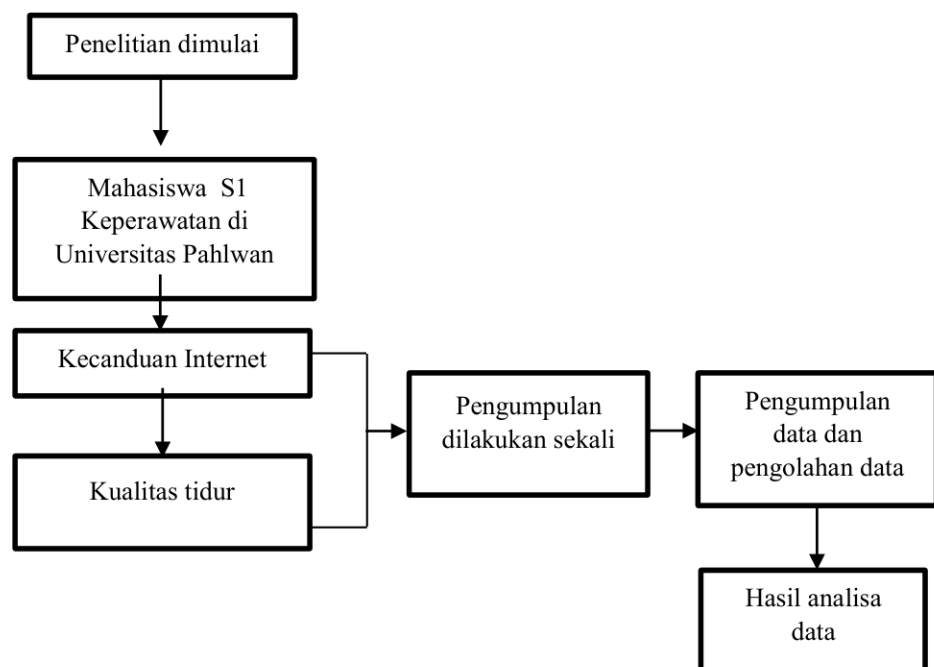 Penelitian dimulai
Mahasiswa S1
Keperawatan di
Universitas Pahlwan
Kecanduan Internet
Kualitas tidur
Pengumpulan
dilakukan sekali
Pengumpulan
data dan
pengolahan data
Hasil analisa
data